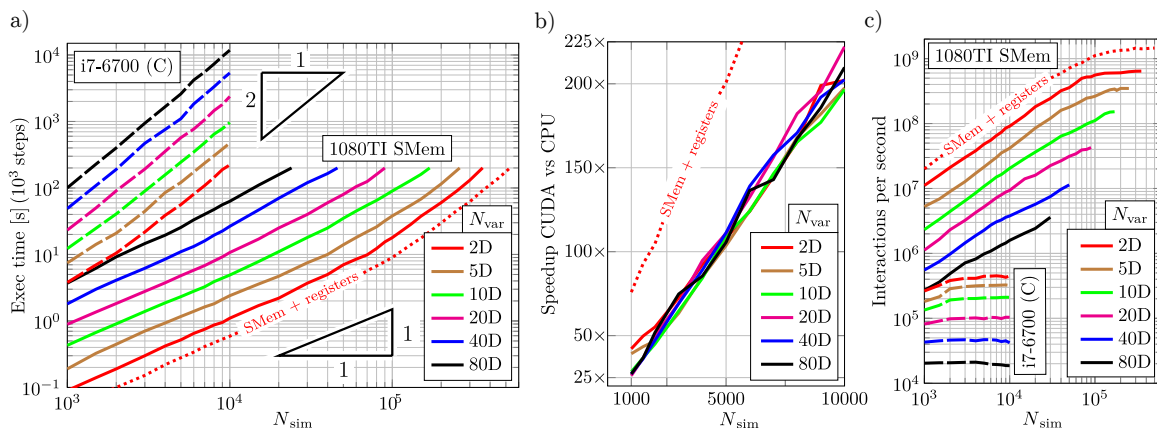 a)
i7-6700 (C)
1
2
1080TI SMem
SMem + registers
1
1
N_var
2D
5D
10D
20D
40D
80D
Exec time [s] (10^3 steps)
10^4
10^3
10^2
10^1
10^0
10^−1
10^3
10^4
10^5
N_sim
b)
Speedup CUDA vs CPU
225×
200×
150×
100×
50×
25×
SMem + registers
N_var
2D
5D
10D
20D
40D
80D
1000
5000
10000
N_sim
c)
1080TI SMem
SMem + registers
Interactions per second
10^9
10^8
10^7
10^6
10^5
10^4
i7-6700 (C)
N_var
2D
5D
10D
20D
40D
80D
10^3
10^4
10^5
N_sim